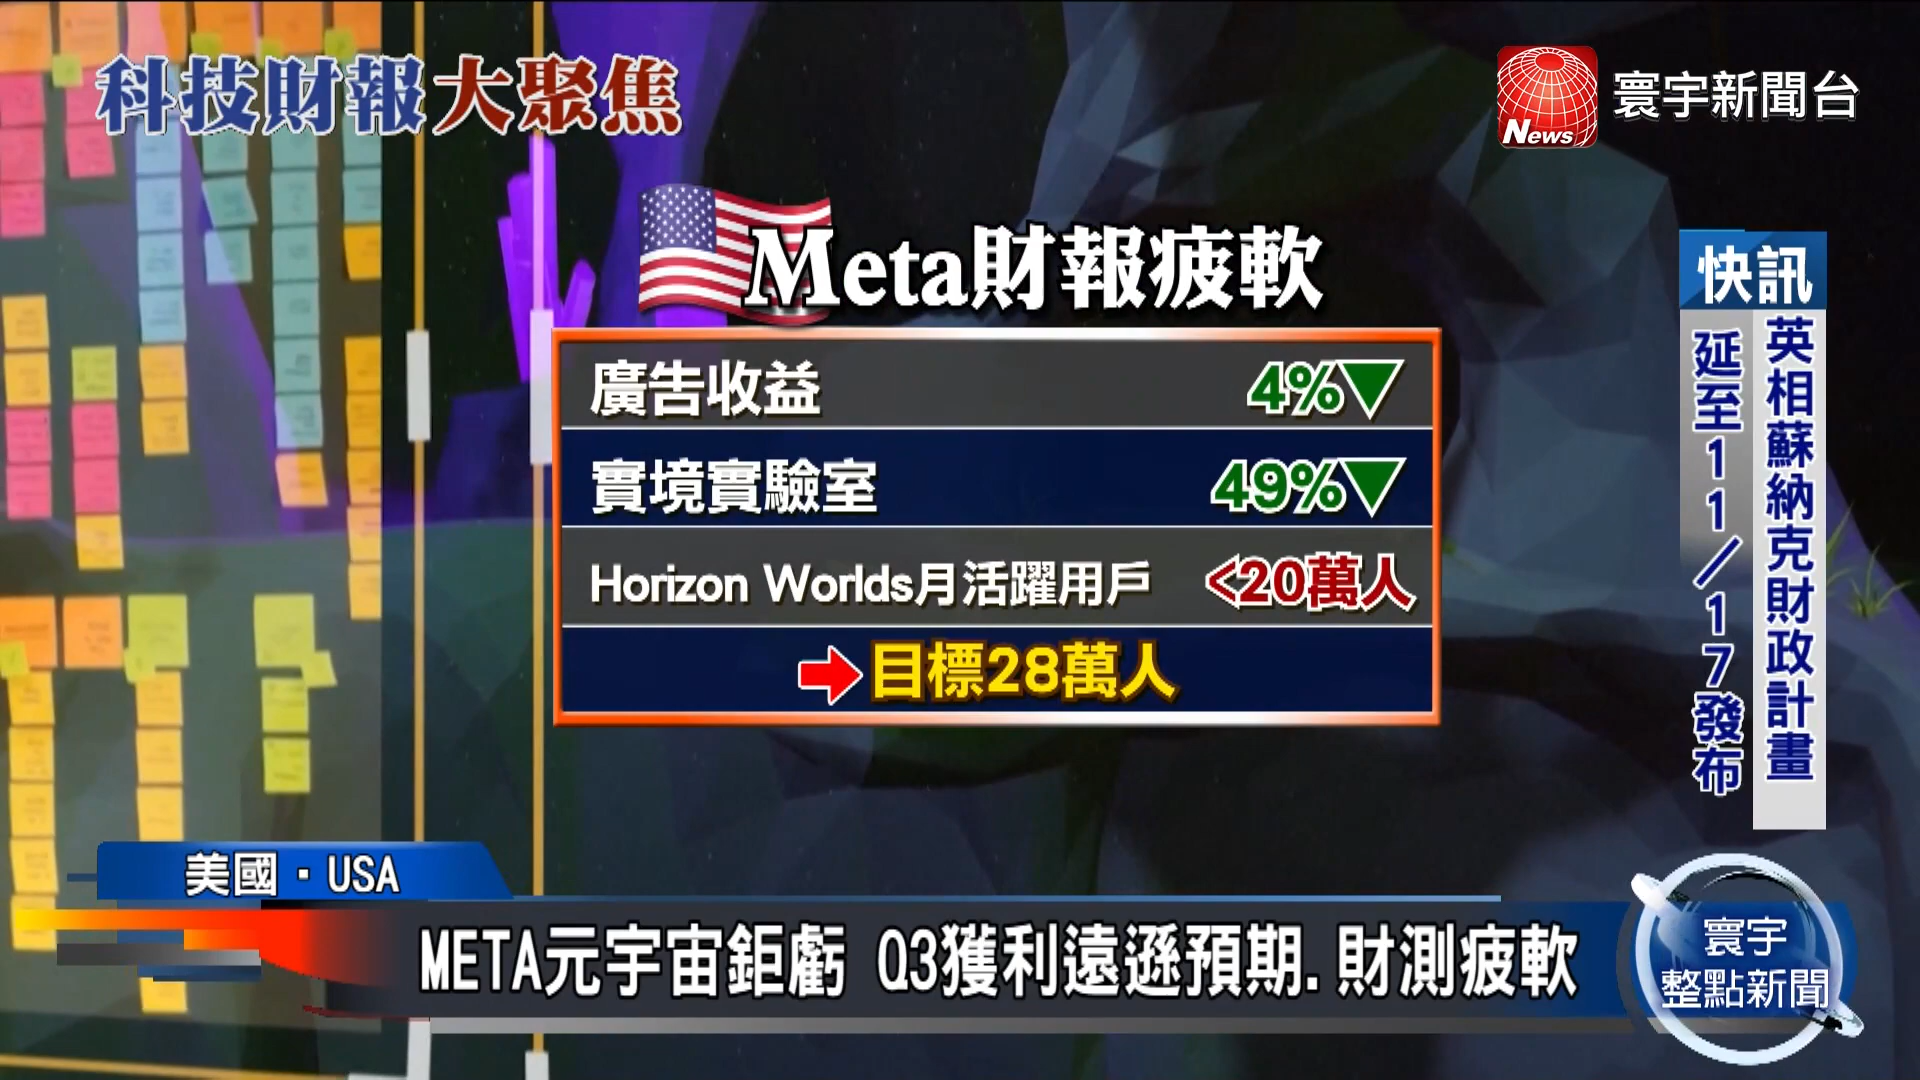 科技財報大聚焦
News 寰宇新聞台
Meta財報疲軟
廣告收益 4%▼
實境實驗室 49%▼
Horizon Worlds月活躍用戶 <20萬人
目標28萬人
快訊
英相蘇納克財政計畫
延至11/17發布
美國·USA
META元宇宙鉅虧 Q3獲利遠遜預期.財測疲軟
寰宇
整點新聞